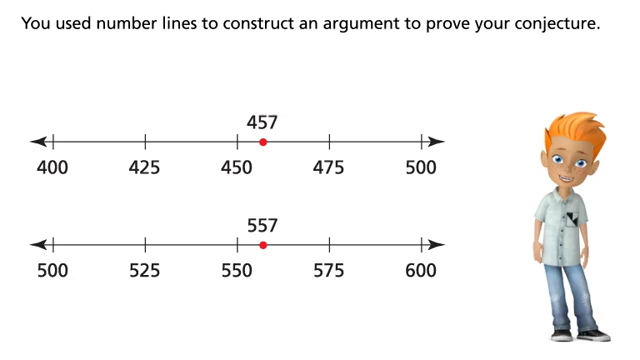 You used number lines to construct an argument to prove your conjecture.
457
400 425 450 475 500
557
500 525 550 575 600